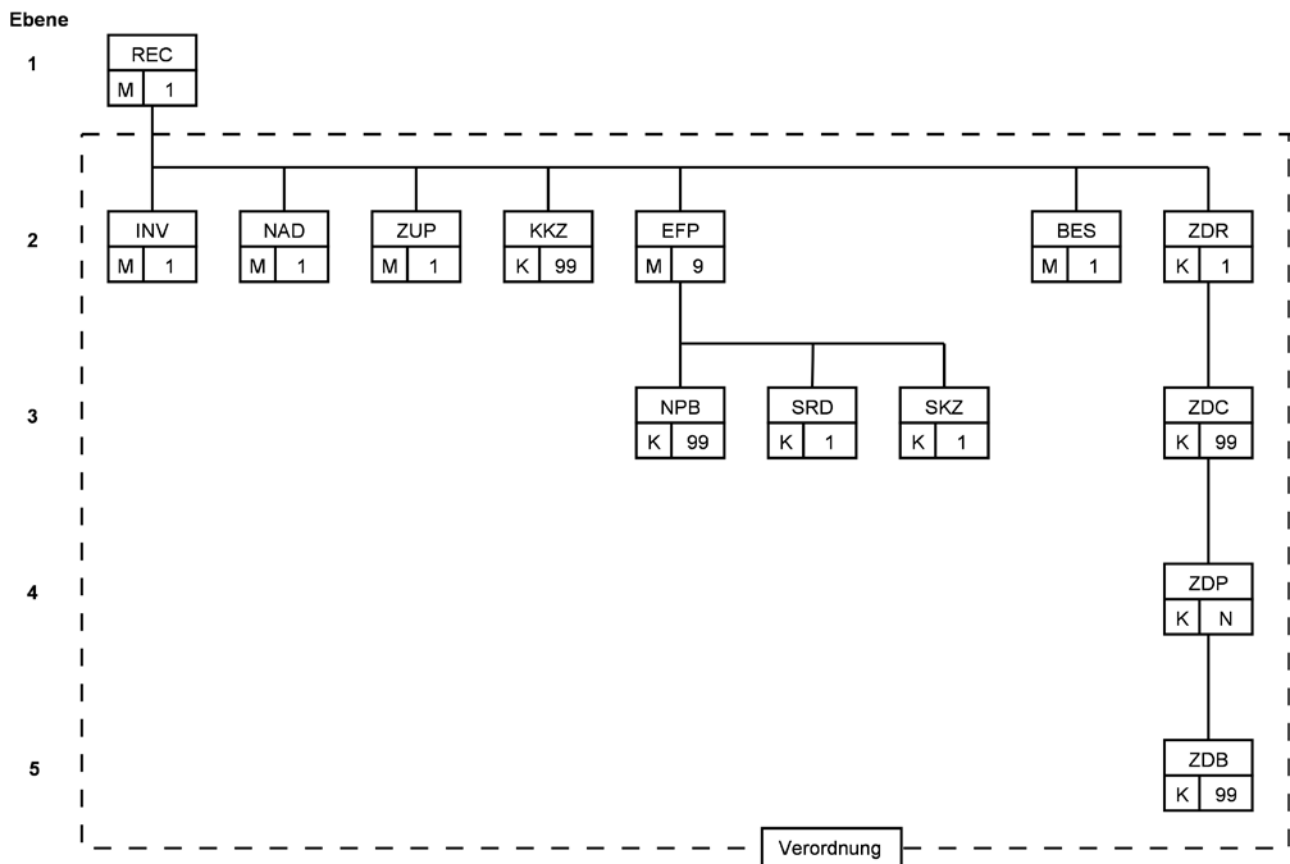 Ebene
1
REC
M 1
2
INV NAD ZUP KKZ EFP BES ZDR
M 1 M 1 M 1 K 99 M 9 M 1 K 1
3
NPB SRD SKZ ZDC
K 99 K 1 K 1 K 99
4
ZDP
K N
5
ZDB
K 99
Verordnung